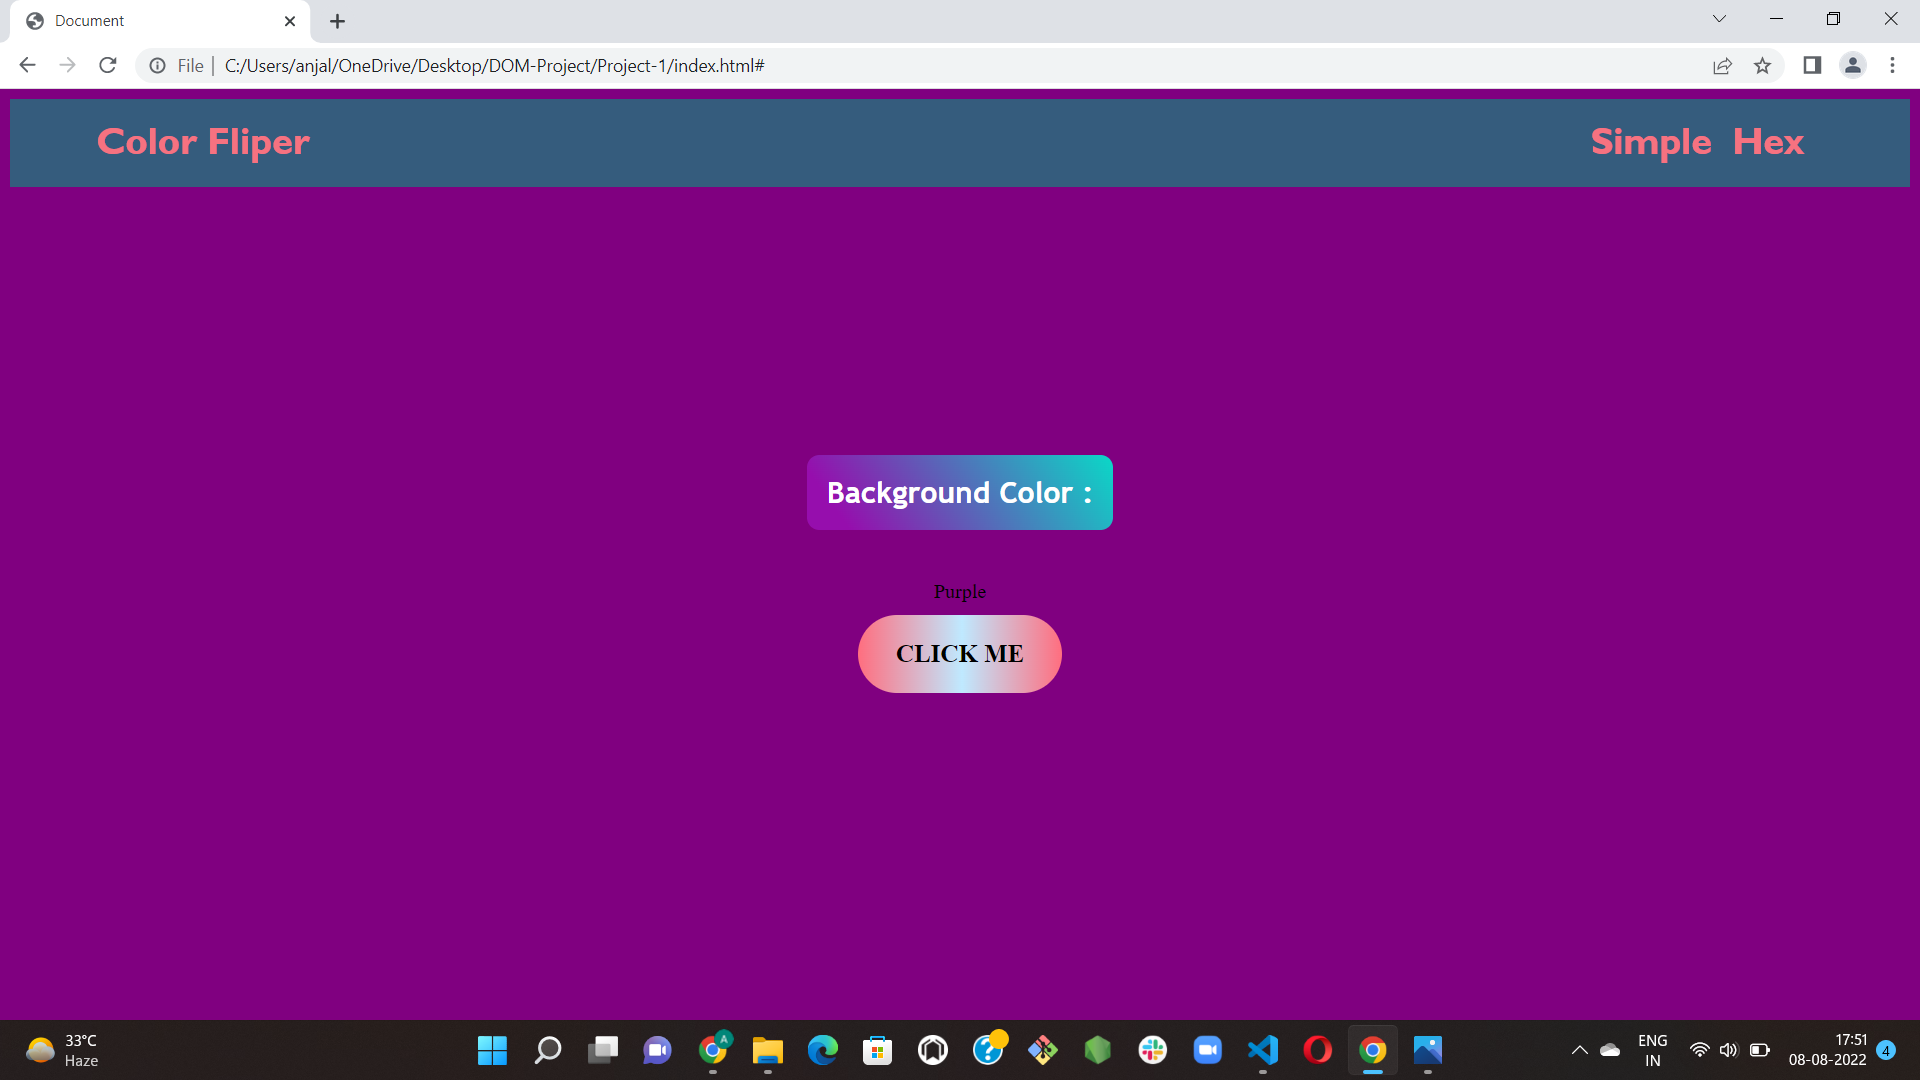 Document
File | C:/Users/anjal/OneDrive/Desktop/DOM-Project/Project-1/index.html#
Color Fliper
Simple Hex
Background Color :
Purple
CLICK ME
33°C
Haze
A
ENG
IN
17:51
08-08-2022
4